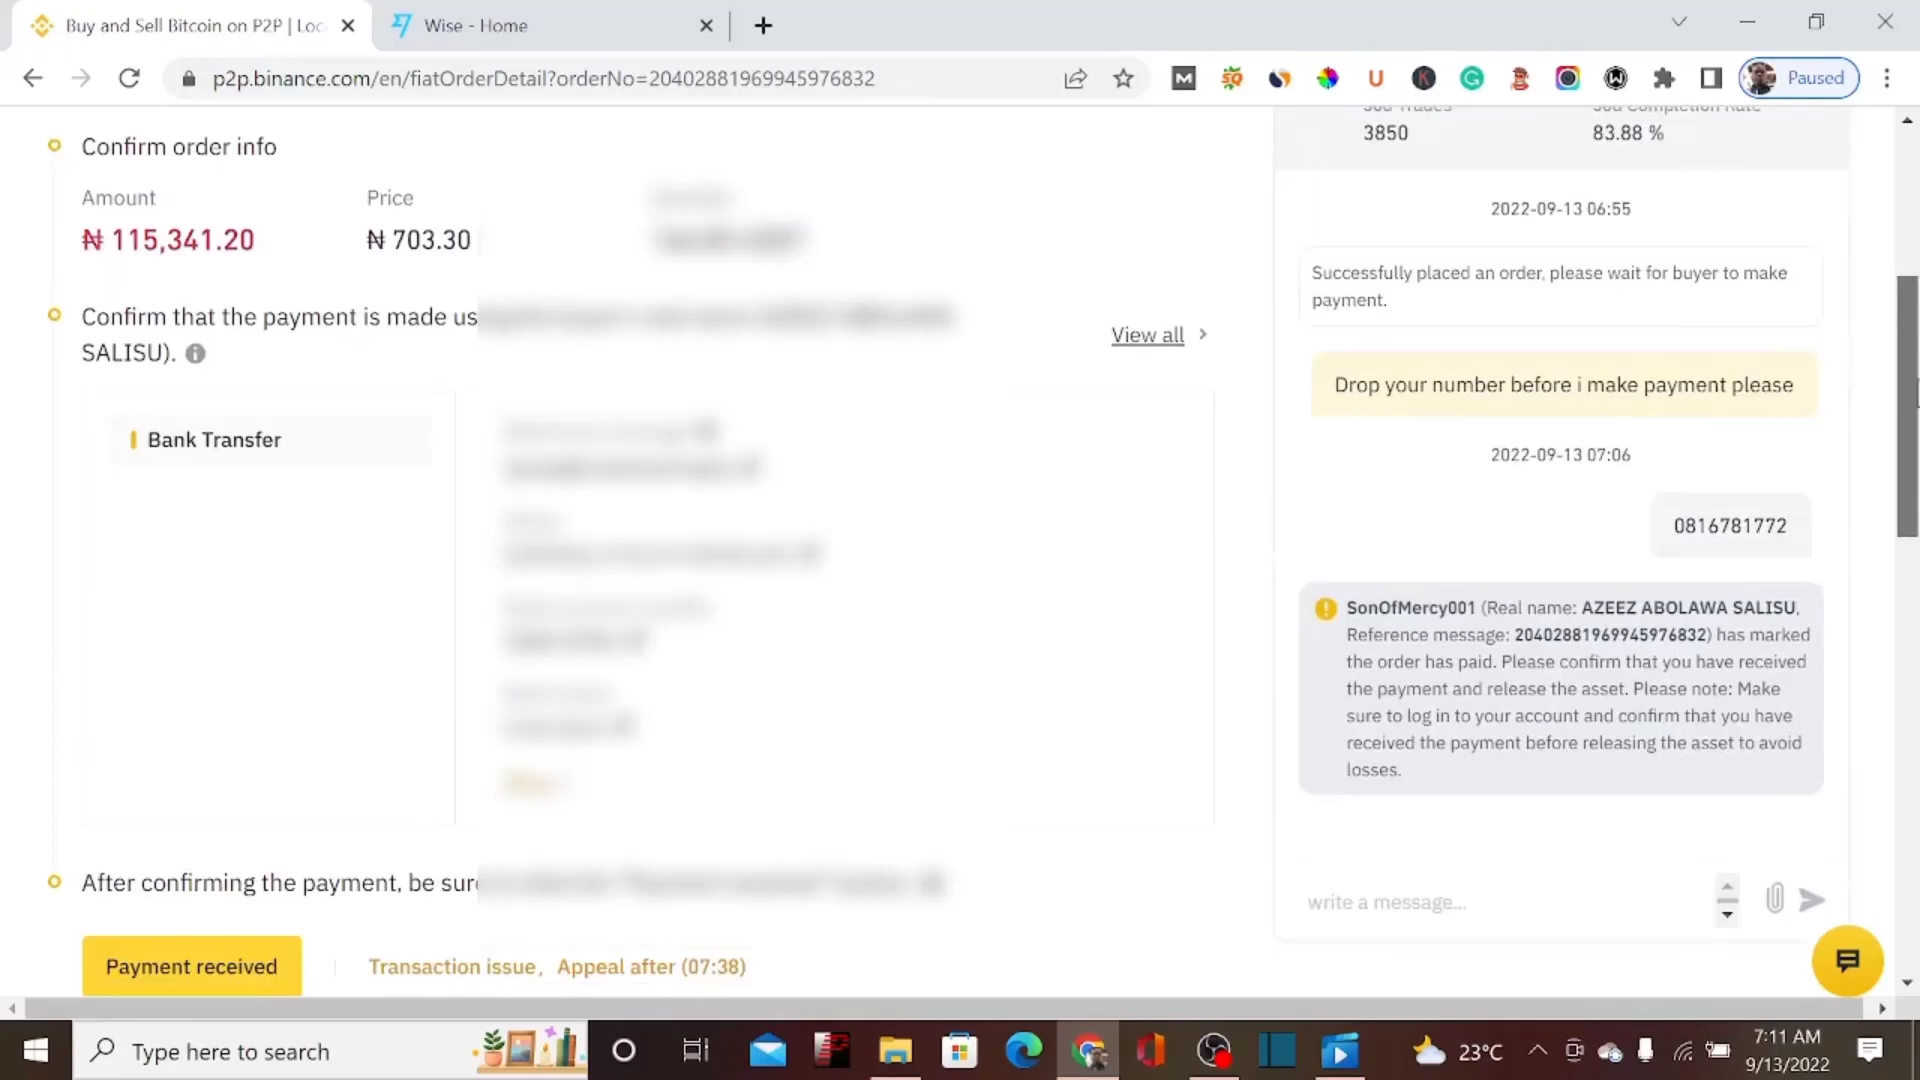 Buy and Sell Bitcoin on P2P | Loc
Wise - Home
p2p.binance.com/en/fiatOrderDetail?orderNo=20402881969945976832
Paused
Confirm order info
Amount
Price
₦ 115,341.20
₦ 703.30
Confirm that the payment is made us
SALISU).
View all
Bank Transfer
After confirming the payment, be sur
Payment received
Transaction issue, Appeal after (07:38)
30d Trades
30d Completion Rate
3850
83.88 %
2022-09-13 06:55
Successfully placed an order, please wait for buyer to make
payment.
Drop your number before i make payment please
2022-09-13 07:06
0816781772
SonOfMercy001 (Real name: AZEEZ ABOLAWA SALISU,
Reference message: 20402881969945976832) has marked
the order has paid. Please confirm that you have received
the payment and release the asset. Please note: Make
sure to log in to your account and confirm that you have
received the payment before releasing the asset to avoid
losses.
write a message...
Type here to search
23°C
7:11 AM
9/13/2022